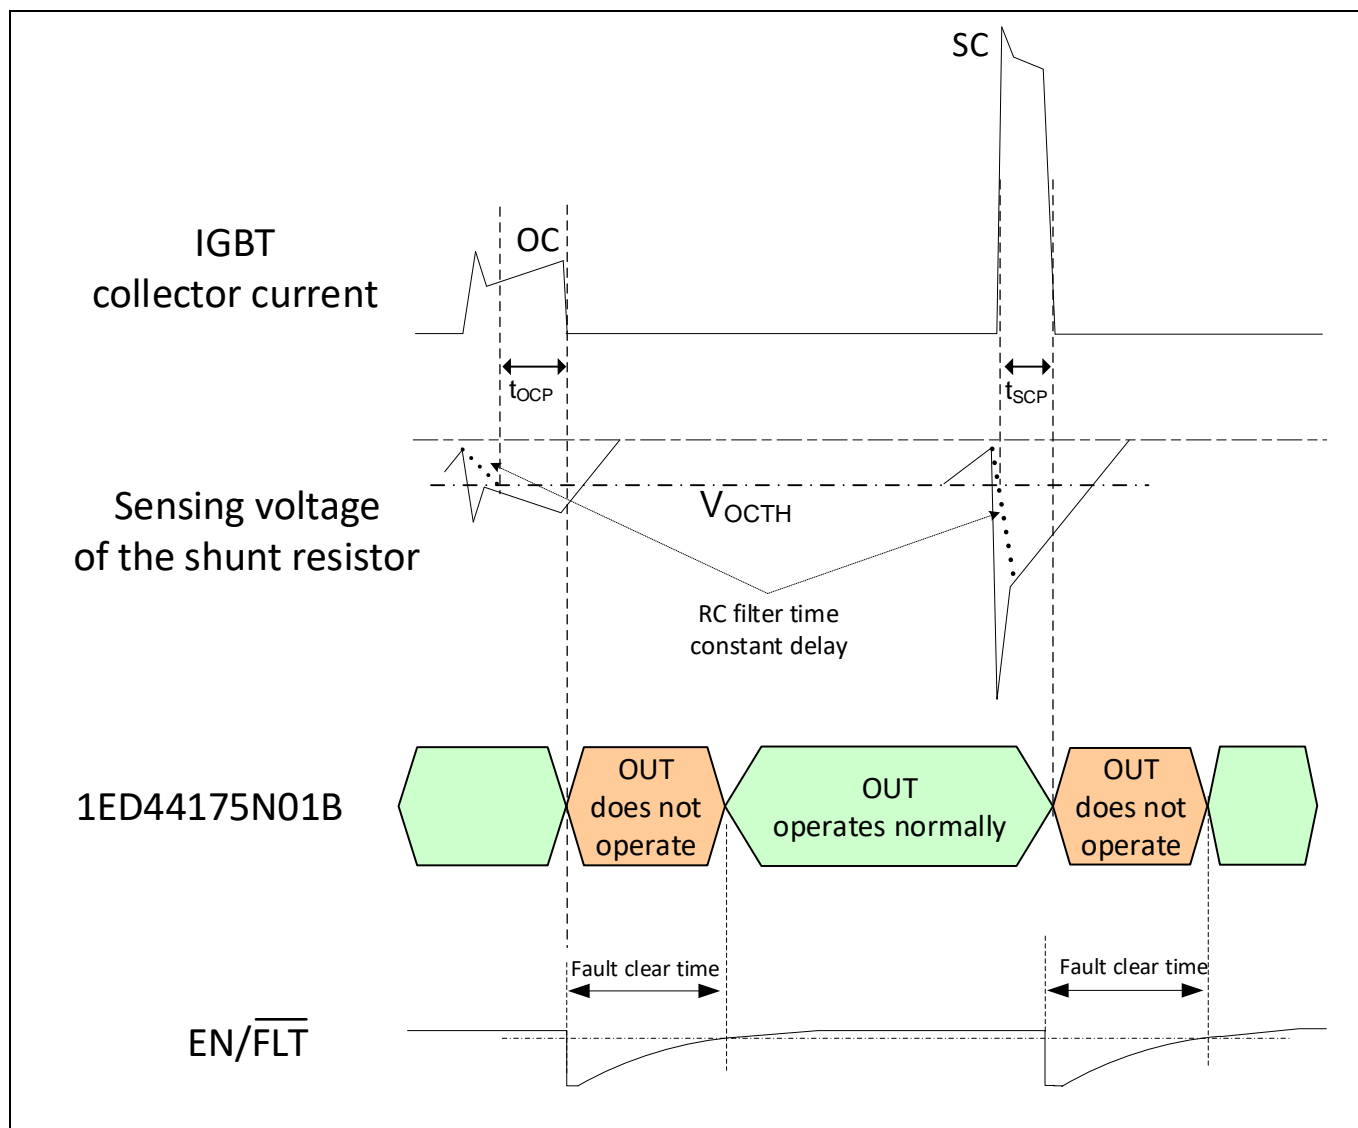 SC
OC
IGBT
collector current
tOCP
tSCP
Sensing voltage
of the shunt resistor
VOCTH
RC filter time
constant delay
1ED44175N01B
OUT
does not
operate
OUT
operates normally
OUT
does not
operate
Fault clear time
Fault clear time
EN/F̅L̅T̅